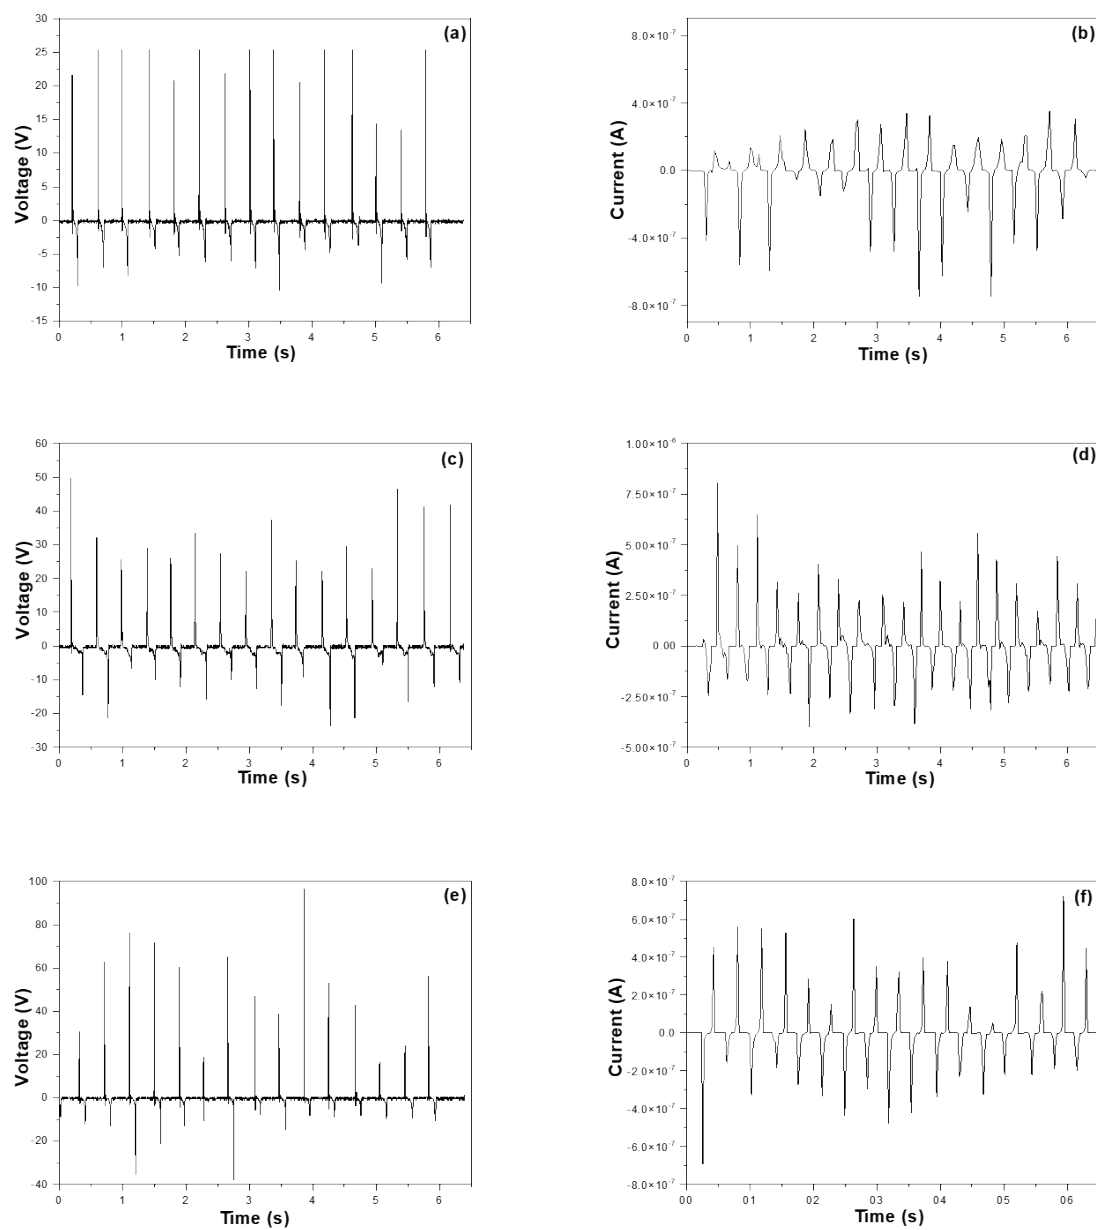 (a)
30
25
20
15
10
5
0
-5
-10
-15
Voltage (V)
0 1 2 3 4 5 6
Time (s)
(b)
8.0×10⁻⁷
4.0×10⁻⁷
0.0
-4.0×10⁻⁷
-8.0×10⁻⁷
Current (A)
0 1 2 3 4 5 6
Time (s)
(c)
60
50
40
30
20
10
0
-10
-20
-30
Voltage (V)
0 1 2 3 4 5 6
Time (s)
(d)
1.00×10⁻⁶
7.50×10⁻⁷
5.00×10⁻⁷
2.50×10⁻⁷
0.00
-2.50×10⁻⁷
-5.00×10⁻⁷
Current (A)
0 1 2 3 4 5 6
Time (s)
(e)
100
80
60
40
20
0
-20
-40
Voltage (V)
0 1 2 3 4 5 6
Time (s)
(f)
8.0×10⁻⁷
6.0×10⁻⁷
4.0×10⁻⁷
2.0×10⁻⁷
0.0
-2.0×10⁻⁷
-4.0×10⁻⁷
-6.0×10⁻⁷
-8.0×10⁻⁷
Current (A)
00 01 02 03 04 05 06
Time (s)